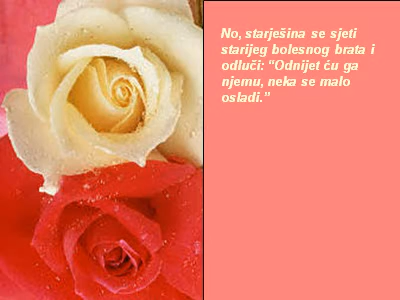 No, starješina se sjeti
starijeg bolesnog brata i
odluči: “Odnijet ću ga
njemu, neka se malo
osladi.”